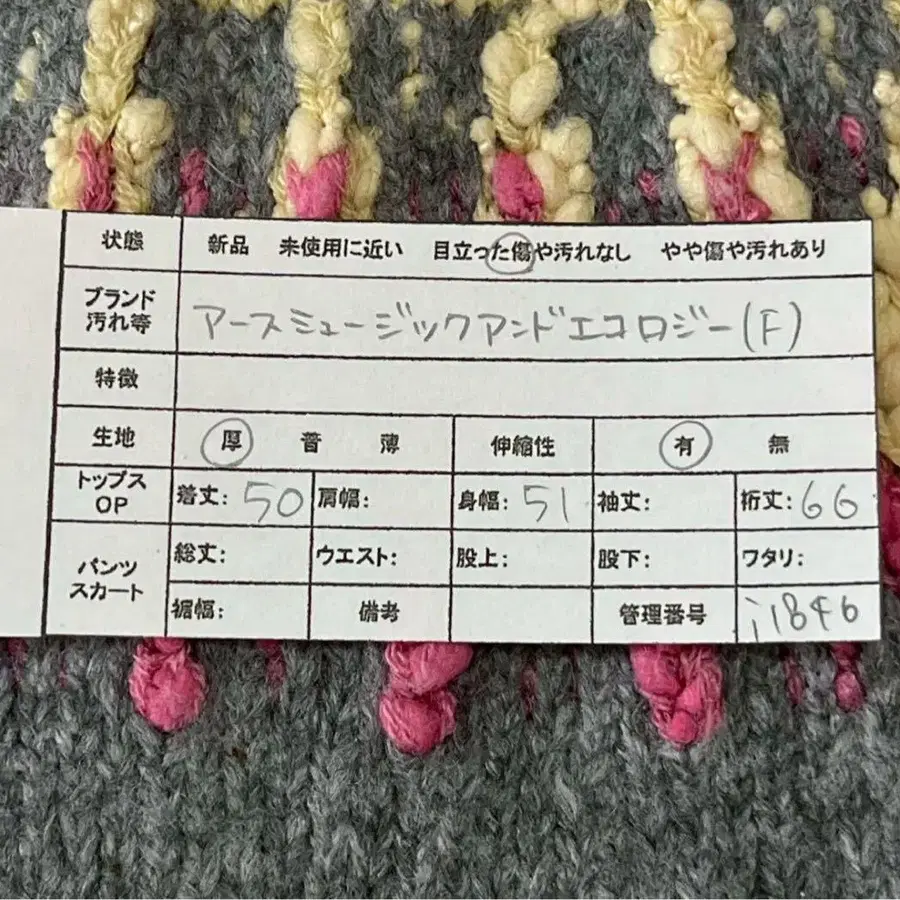 状態 新品 未使用に近い 目立った傷や汚れなし やや傷や汚れあり
ブランド
汚れ等 アースミュージックアンドエコロジー(F)
特徴
生地 厚 普 薄 伸縮性 有 無
トップス
OP 着丈: 50 肩幅: 身幅: 51 袖丈: 裄丈: 66
パンツ
スカート 総丈: ウエスト: 股上: 股下: ワタリ:
裾幅: 備考 管理番号 i1846